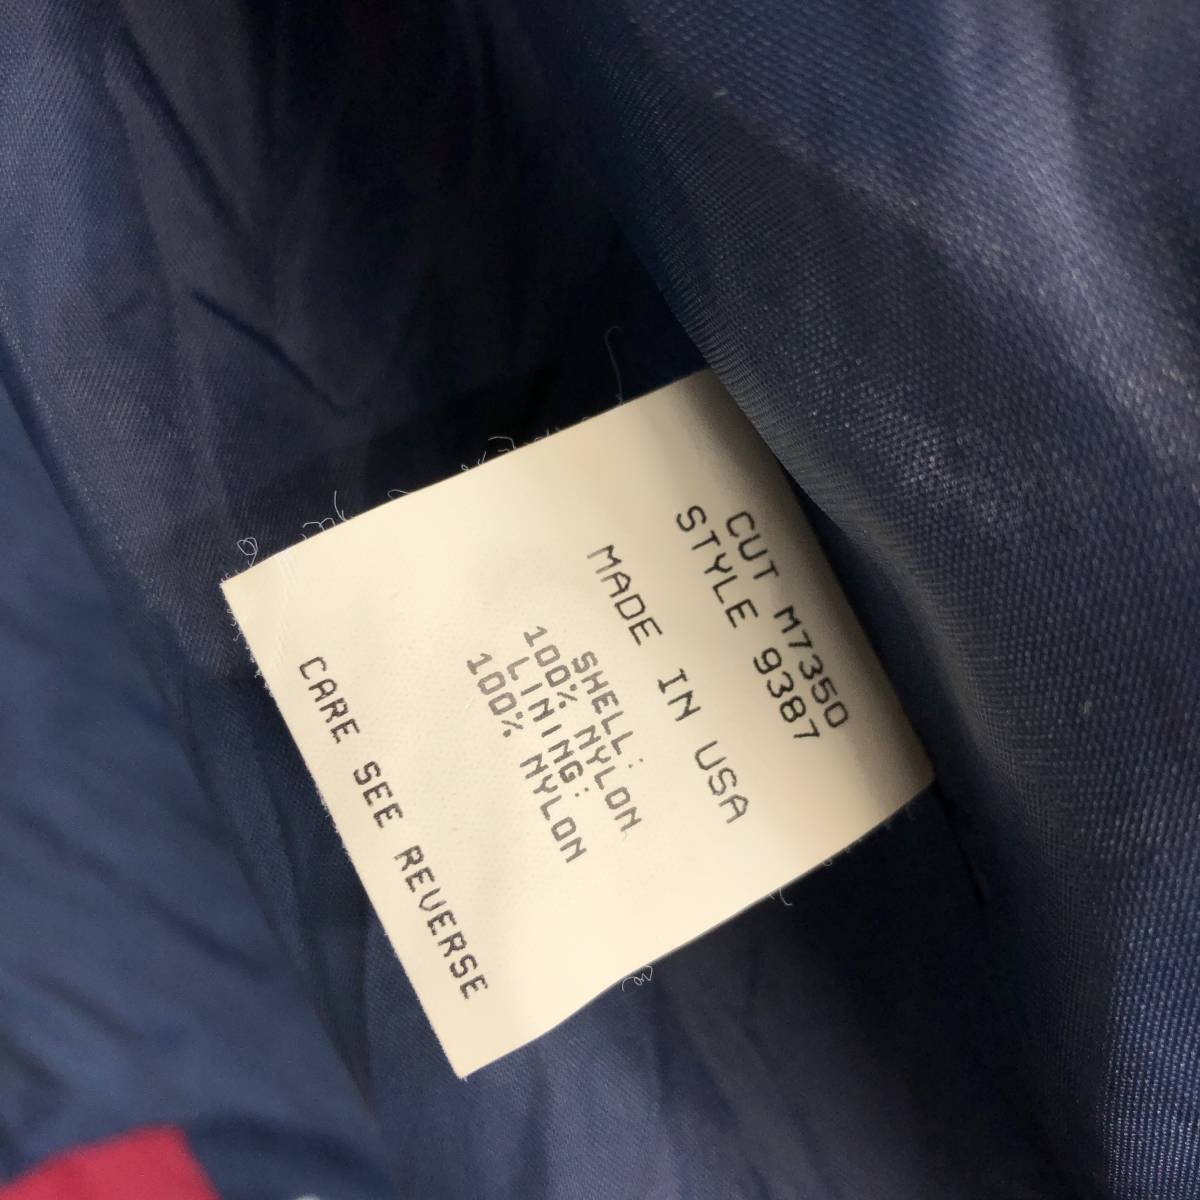 CUT M7350
STYLE 9387
MADE IN USA
SHELL:
100% NYLON
LINING:
100% NYLON
CARE SEE REVERSE